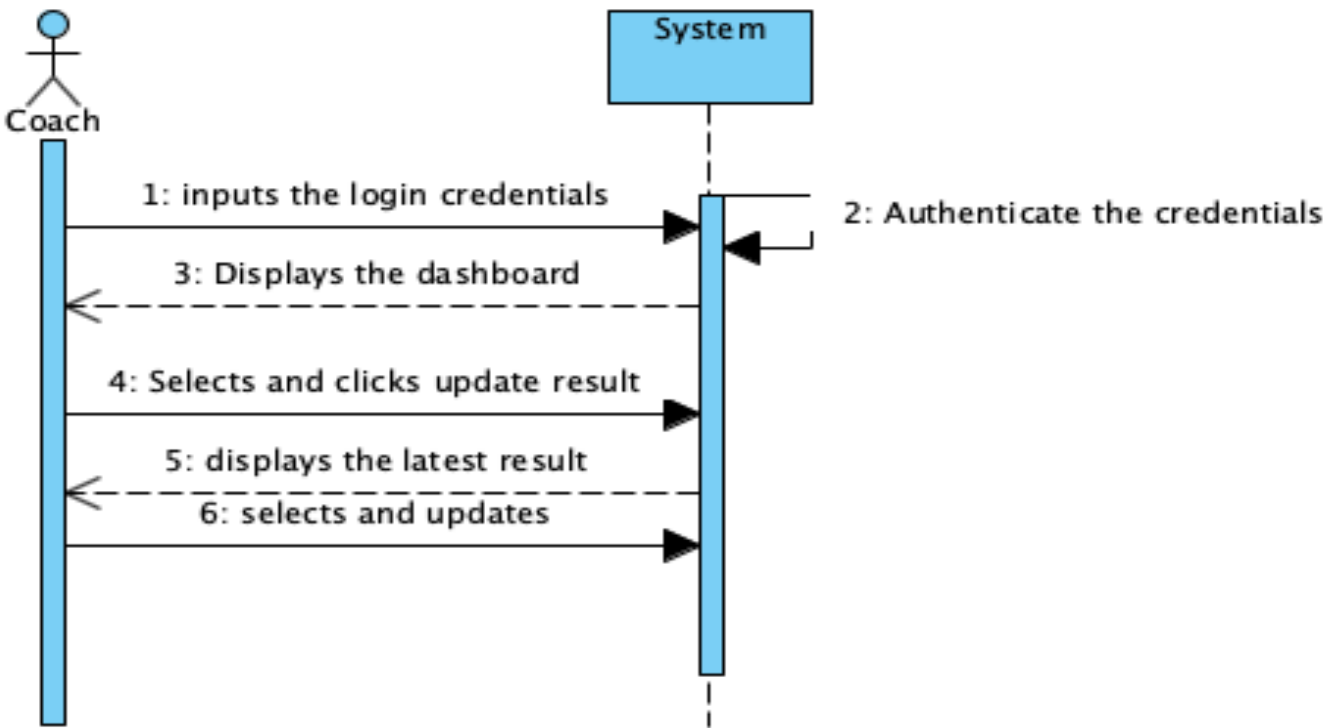 System
Coach
1: inputs the login credentials
2: Authenticate the credentials
3: Displays the dashboard
4: Selects and clicks update result
5: displays the latest result
6: selects and updates